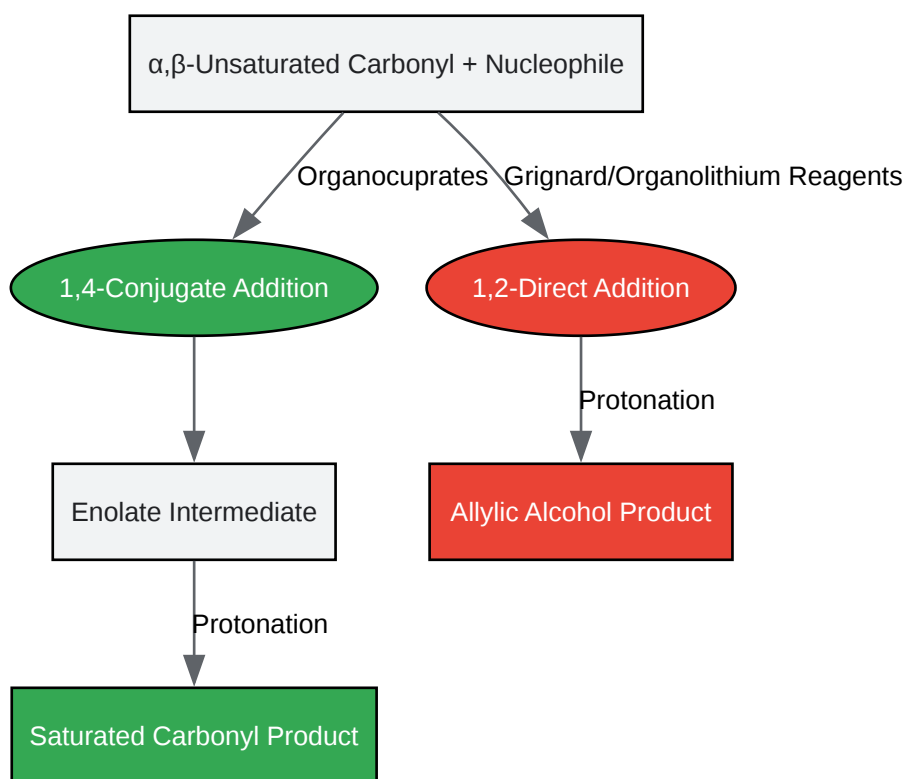 α,β-Unsaturated Carbonyl + Nucleophile
Organocuprates
Grignard/Organolithium Reagents
1,4-Conjugate Addition
1,2-Direct Addition
Protonation
Enolate Intermediate
Allylic Alcohol Product
Protonation
Saturated Carbonyl Product